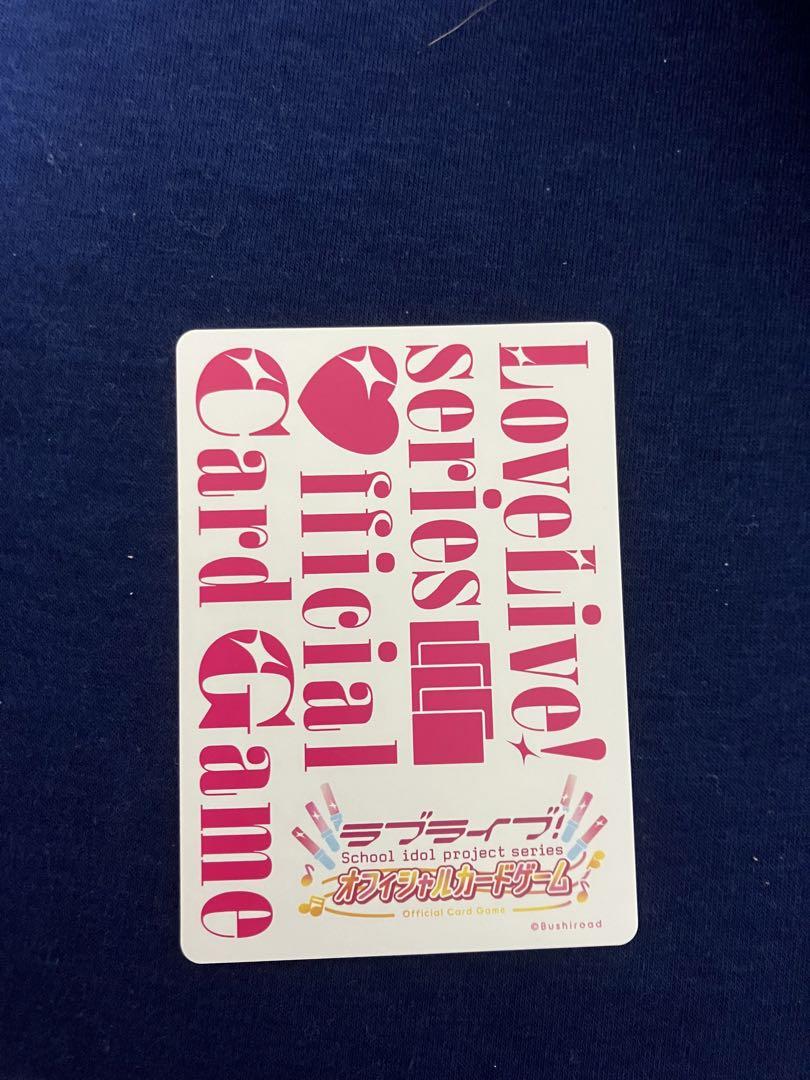 LoveLive!
series
fficial
Card Game
ラブライブ!
School idol project series
オフィシャルカードゲーム
Official Card Game
©Bushiroad